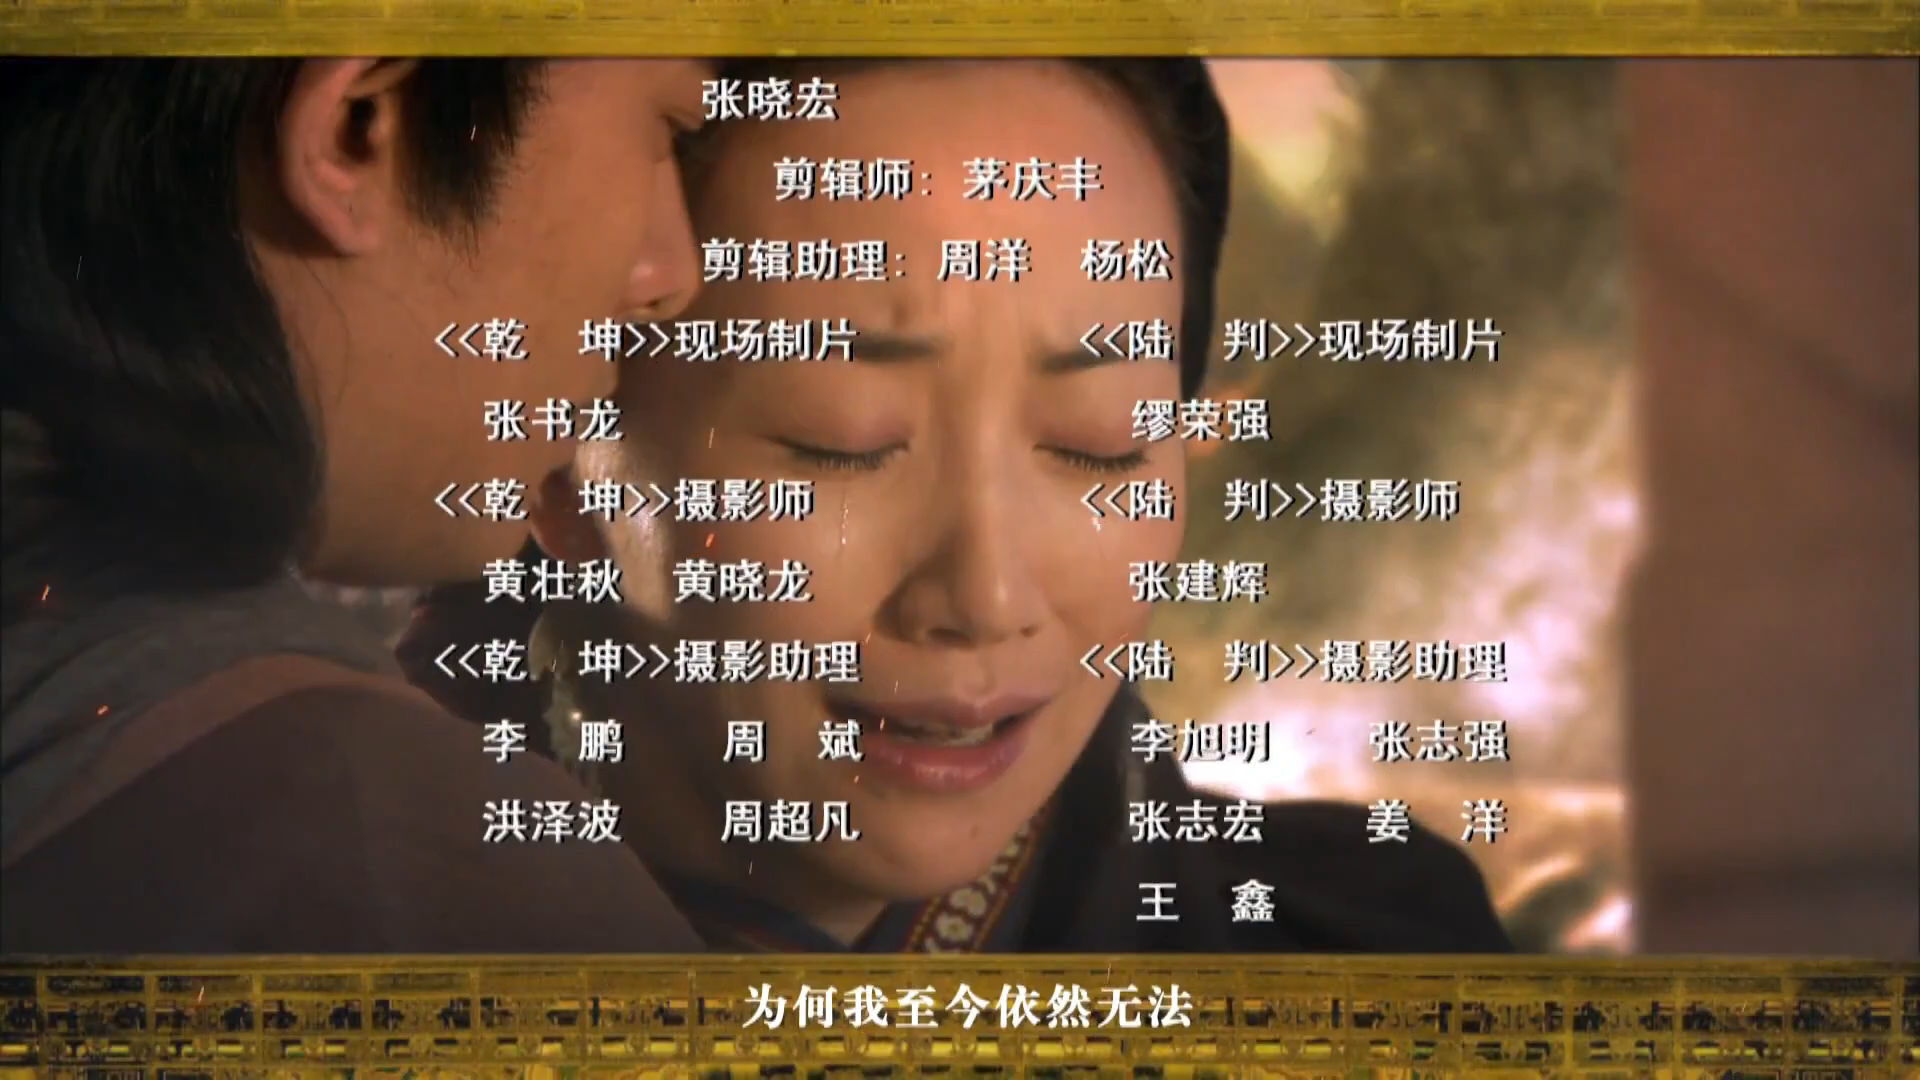 张晓宏
剪辑师: 茅庆丰
剪辑助理: 周洋 杨松
<<乾 坤>>现场制片 <<陆 判>>现场制片
张书龙 缪荣强
<<乾 坤>>摄影师 <<陆 判>>摄影师
黄壮秋 黄晓龙 张建辉
<<乾 坤>>摄影助理 <<陆 判>>摄影助理
李 鹏 周 斌 李旭明 张志强
洪泽波 周超凡 张志宏 姜 洋
王 鑫
为何我至今依然无法